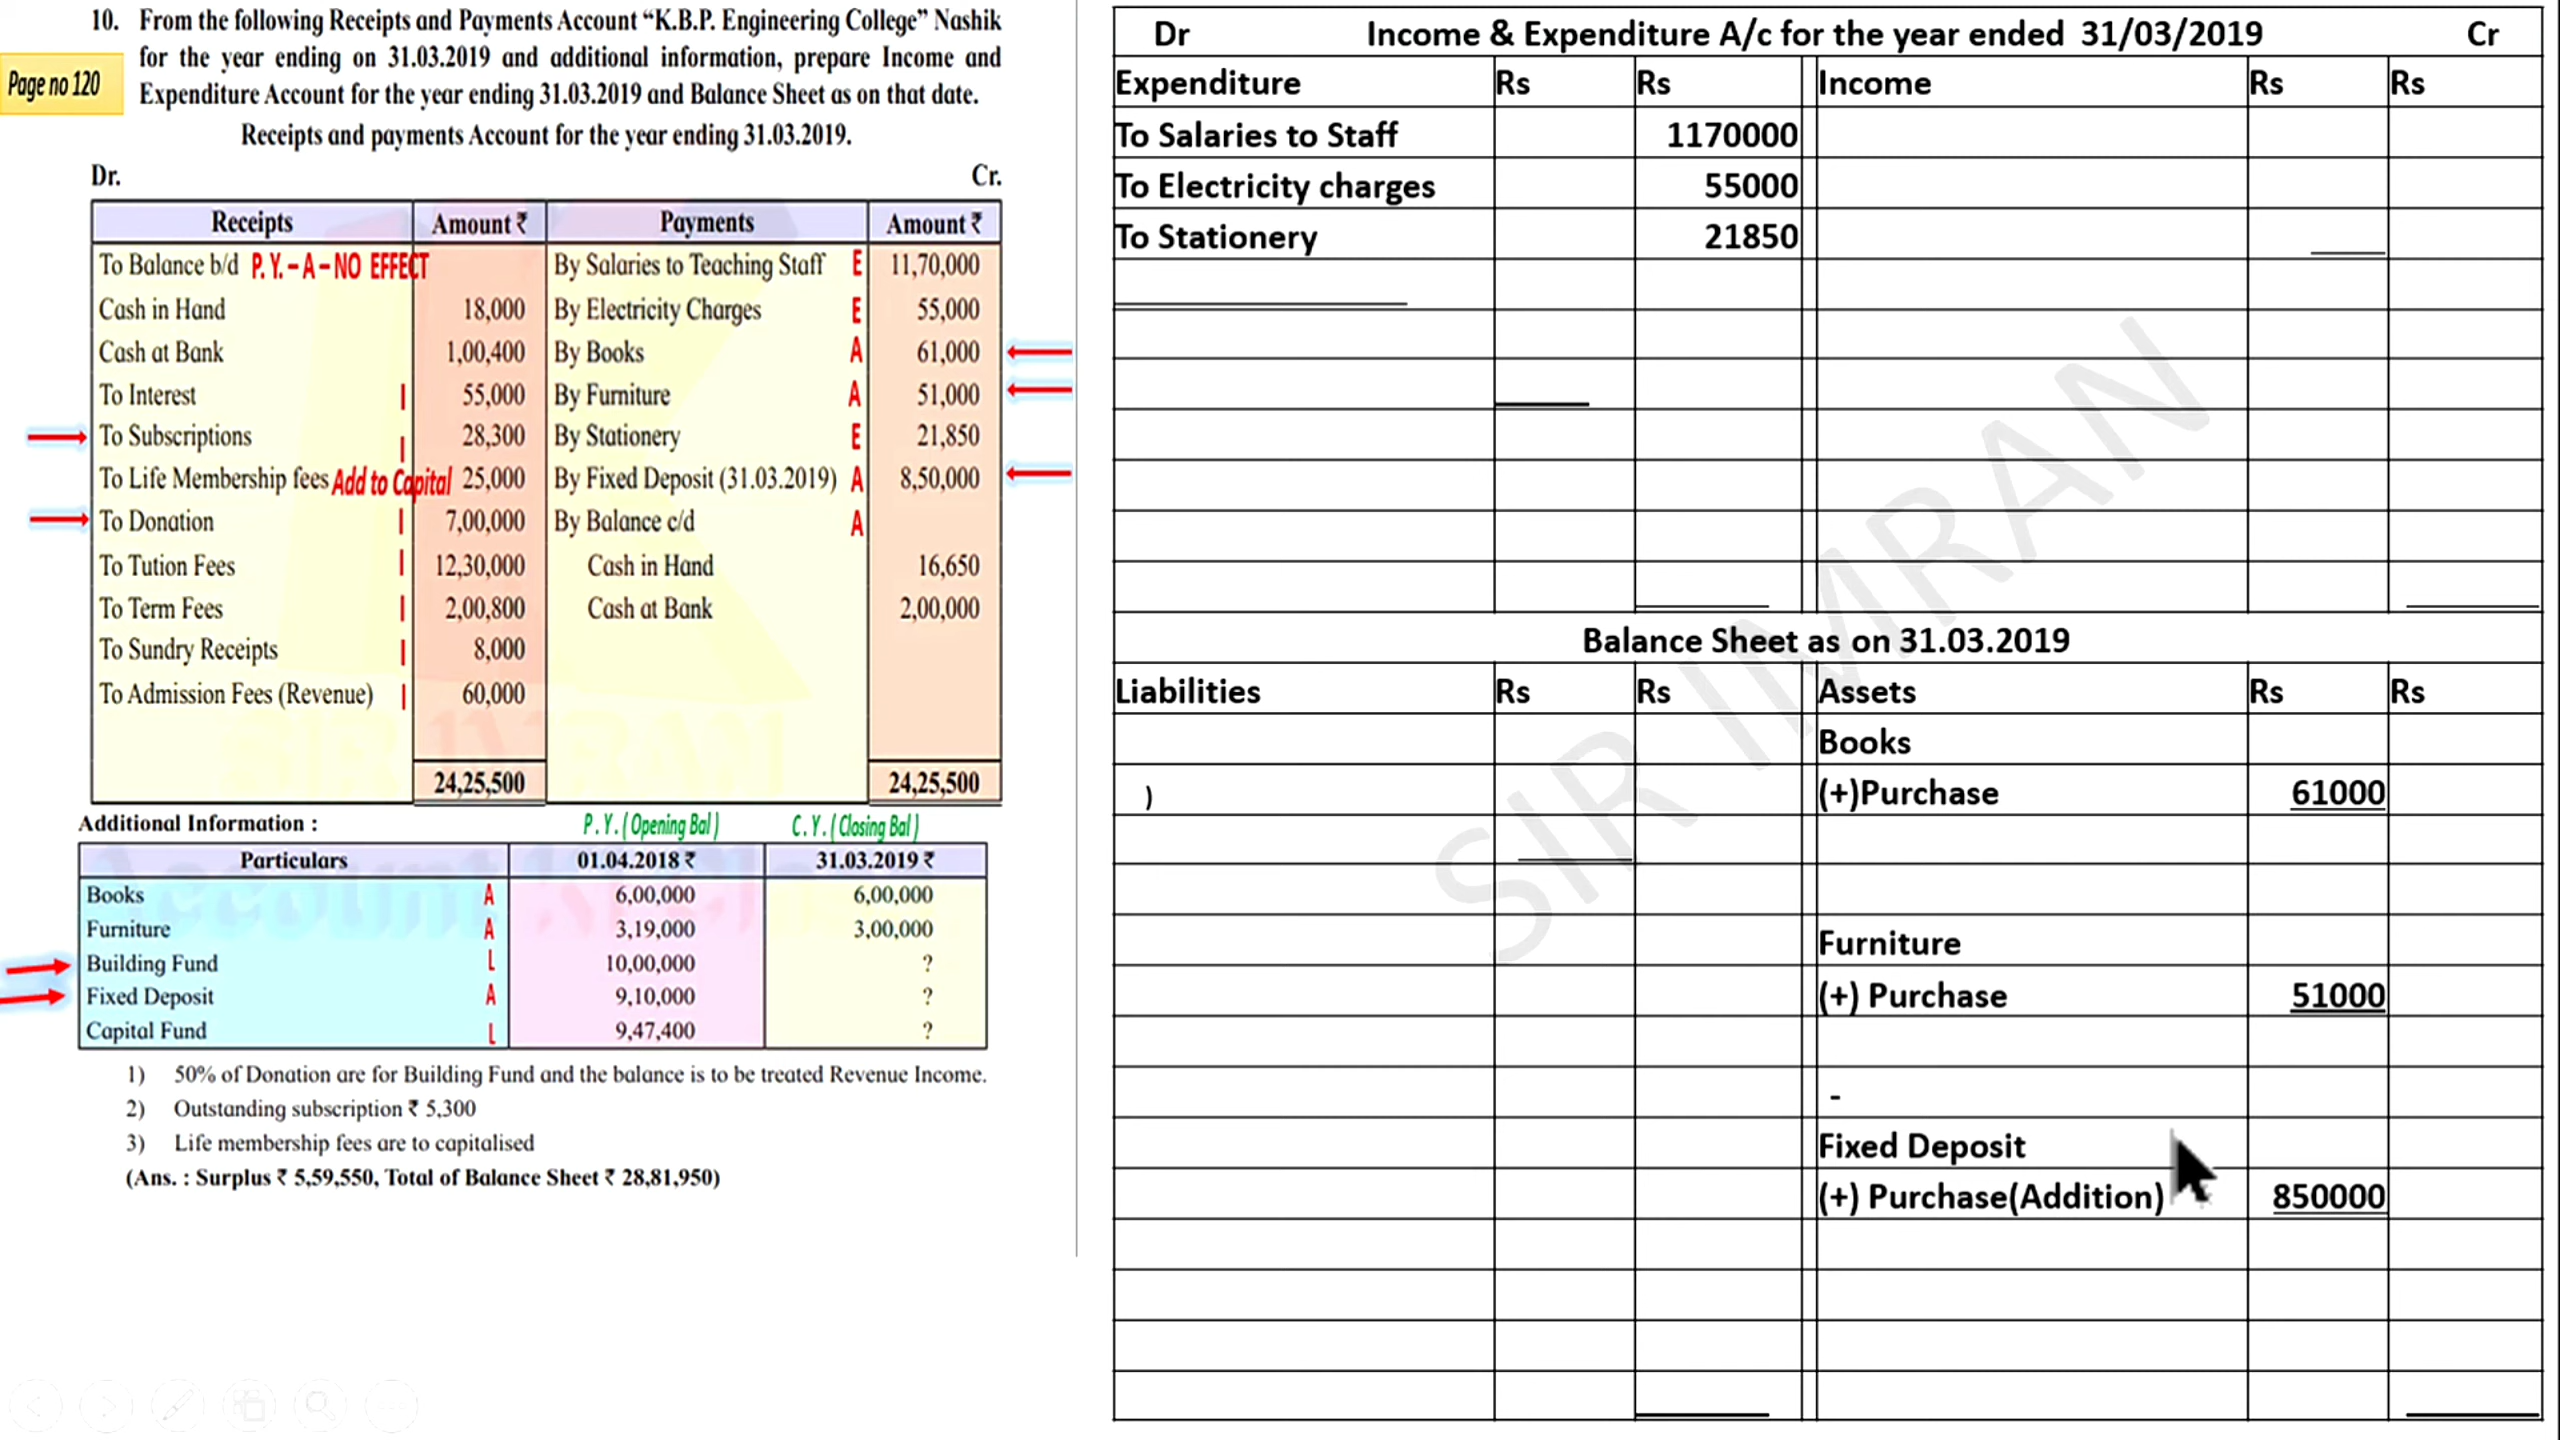 10. From the following Receipts and Payments Account “K.B.P. Engineering College” Nashik
for the year ending on 31.03.2019 and additional information, prepare Income and
Expenditure Account for the year ending 31.03.2019 and Balance Sheet as on that date.
Page no 120
Receipts and payments Account for the year ending 31.03.2019.
Dr. Cr.
Receipts Amount ₹ Payments Amount ₹
To Balance b/d P.Y.-A-NO EFFECT By Salaries to Teaching Staff E 11,70,000
Cash in Hand 18,000 By Electricity Charges E 55,000
Cash at Bank 1,00,400 By Books A 61,000
To Interest I 55,000 By Furniture A 51,000
To Subscriptions I 28,300 By Stationery E 21,850
To Life Membership fees Add to Capital 25,000 By Fixed Deposit (31.03.2019) A 8,50,000
To Donation I 7,00,000 By Balance c/d A
To Tution Fees I 12,30,000 Cash in Hand 16,650
To Term Fees I 2,00,800 Cash at Bank 2,00,000
To Sundry Receipts I 8,000
To Admission Fees (Revenue) I 60,000
24,25,500 24,25,500
Additional Information : P.Y. (Opening Bal) C.Y. (Closing Bal)
Particulars 01.04.2018 ₹ 31.03.2019 ₹
Books A 6,00,000 6,00,000
Furniture A 3,19,000 3,00,000
Building Fund L 10,00,000 ?
Fixed Deposit A 9,10,000 ?
Capital Fund L 9,47,400 ?
1) 50% of Donation are for Building Fund and the balance is to be treated Revenue Income.
2) Outstanding subscription ₹ 5,300
3) Life membership fees are to capitalised
(Ans. : Surplus ₹ 5,59,550, Total of Balance Sheet ₹ 28,81,950)
Dr Income & Expenditure A/c for the year ended 31/03/2019 Cr
Expenditure Rs Rs Income Rs Rs
To Salaries to Staff 1170000
To Electricity charges 55000
To Stationery 21850
Balance Sheet as on 31.03.2019
Liabilities Rs Rs Assets Rs Rs
Books
) (+)Purchase 61000
Furniture
(+) Purchase 51000
-
Fixed Deposit
(+) Purchase(Addition) 850000
SIR IMRAN